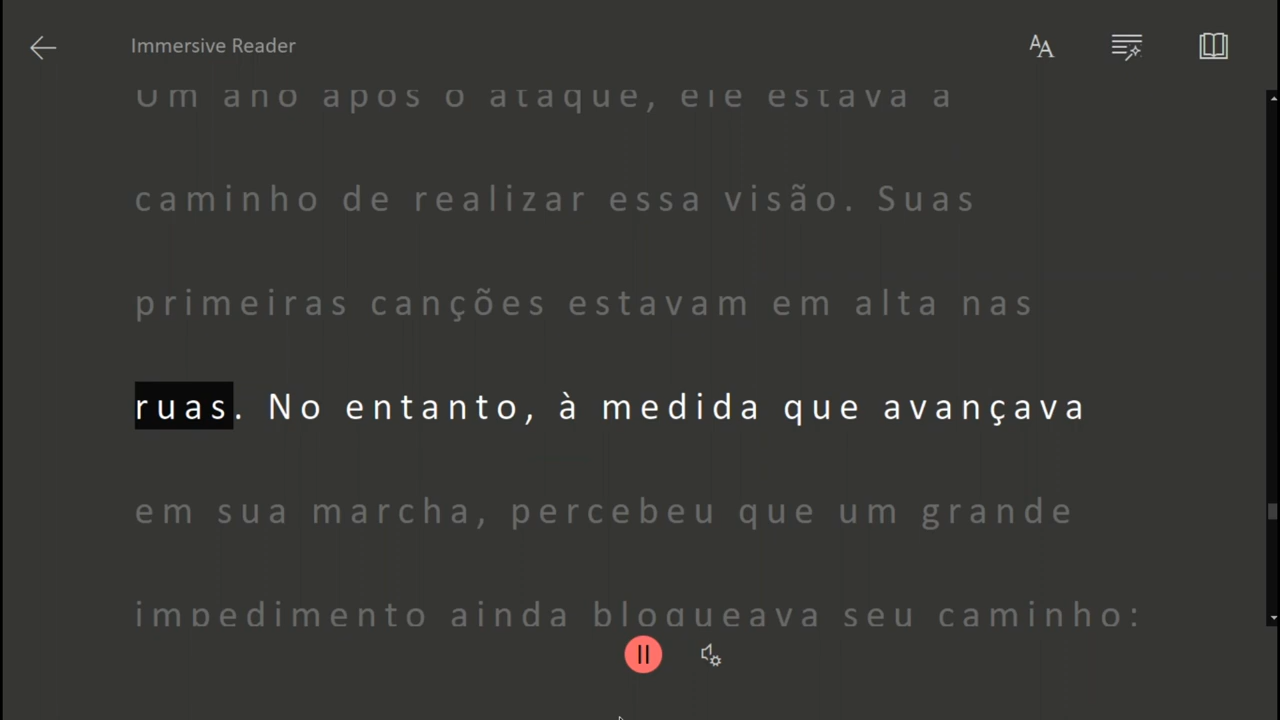 Immersive Reader
Um ano após o ataque, ele estava a
caminho de realizar essa visão. Suas
primeiras canções estavam em alta nas
ruas. No entanto, à medida que avançava
em sua marcha, percebeu que um grande
impedimento ainda bloqueava seu caminho: